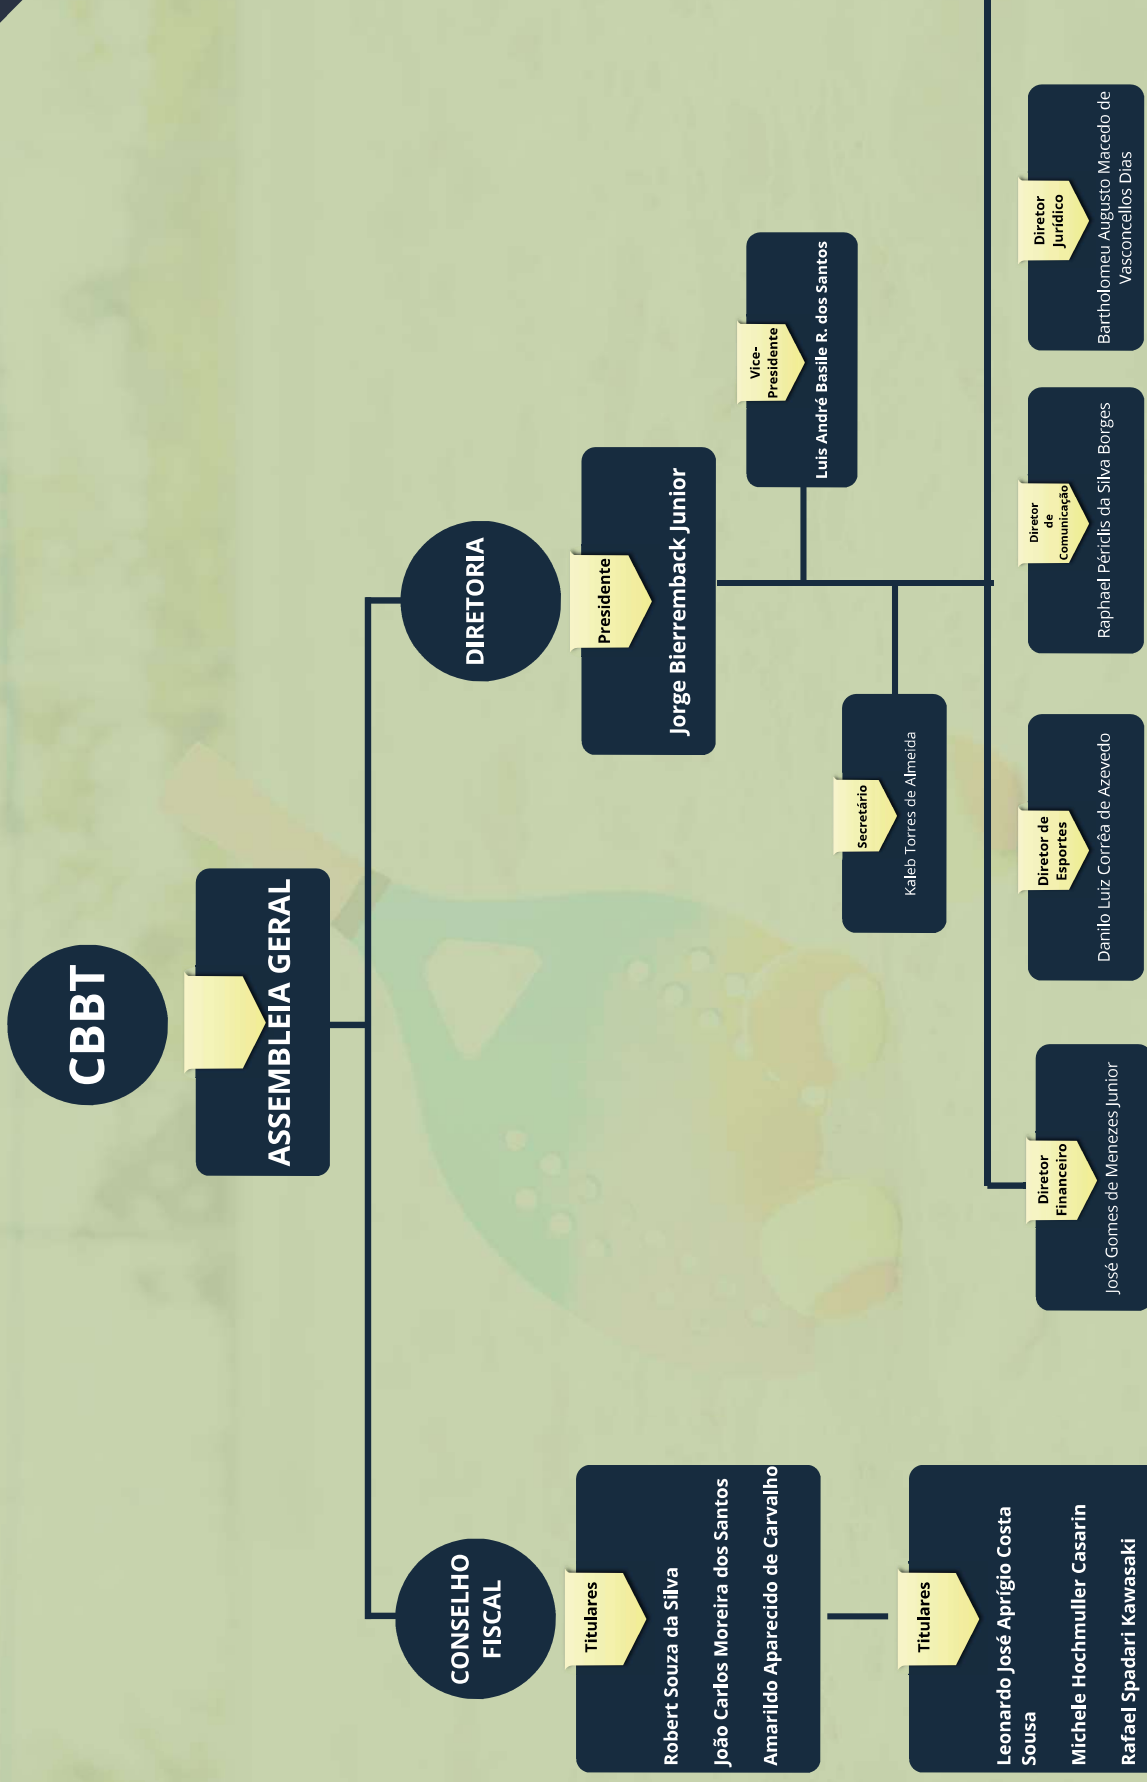 CBBT
ASSEMBLEIA GERAL
CONSELHO
FISCAL
DIRETORIA
Titulares
Robert Souza da Silva
João Carlos Moreira dos Santos
Amarildo Aparecido de Carvalho
Titulares
Leonardo José Aprígio Costa
Sousa
Michele Hochmuller Casarin
Rafael Spadari Kawasaki
Presidente
Jorge Bierremback Junior
Vice-
Presidente
Luis André Basile R. dos Santos
Secretário
Kaleb Torres de Almeida
Diretor
Financeiro
José Gomes de Menezes Junior
Diretor de
Esportes
Danilo Luiz Corrêa de Azevedo
Diretor
de
Comunicação
Raphael Périclis da Silva Borges
Diretor
Jurídico
Bartholomeu Augusto Macedo de
Vasconcellos Dias